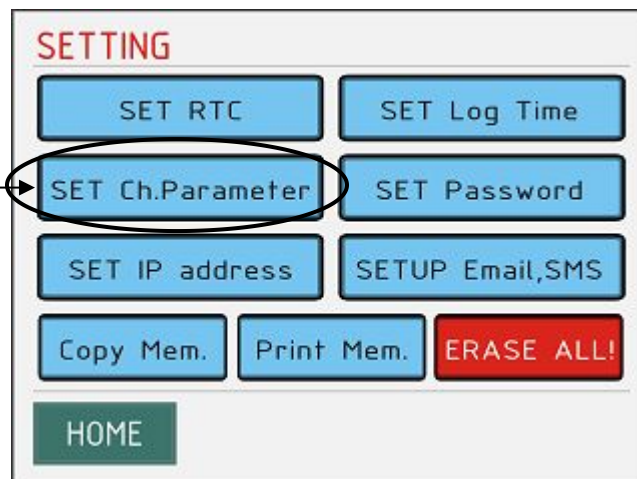 SETTING
SET RTC
SET Log Time
SET Ch.Parameter
SET Password
SET IP address
SETUP Email,SMS
Copy Mem.
Print Mem.
ERASE ALL!
HOME